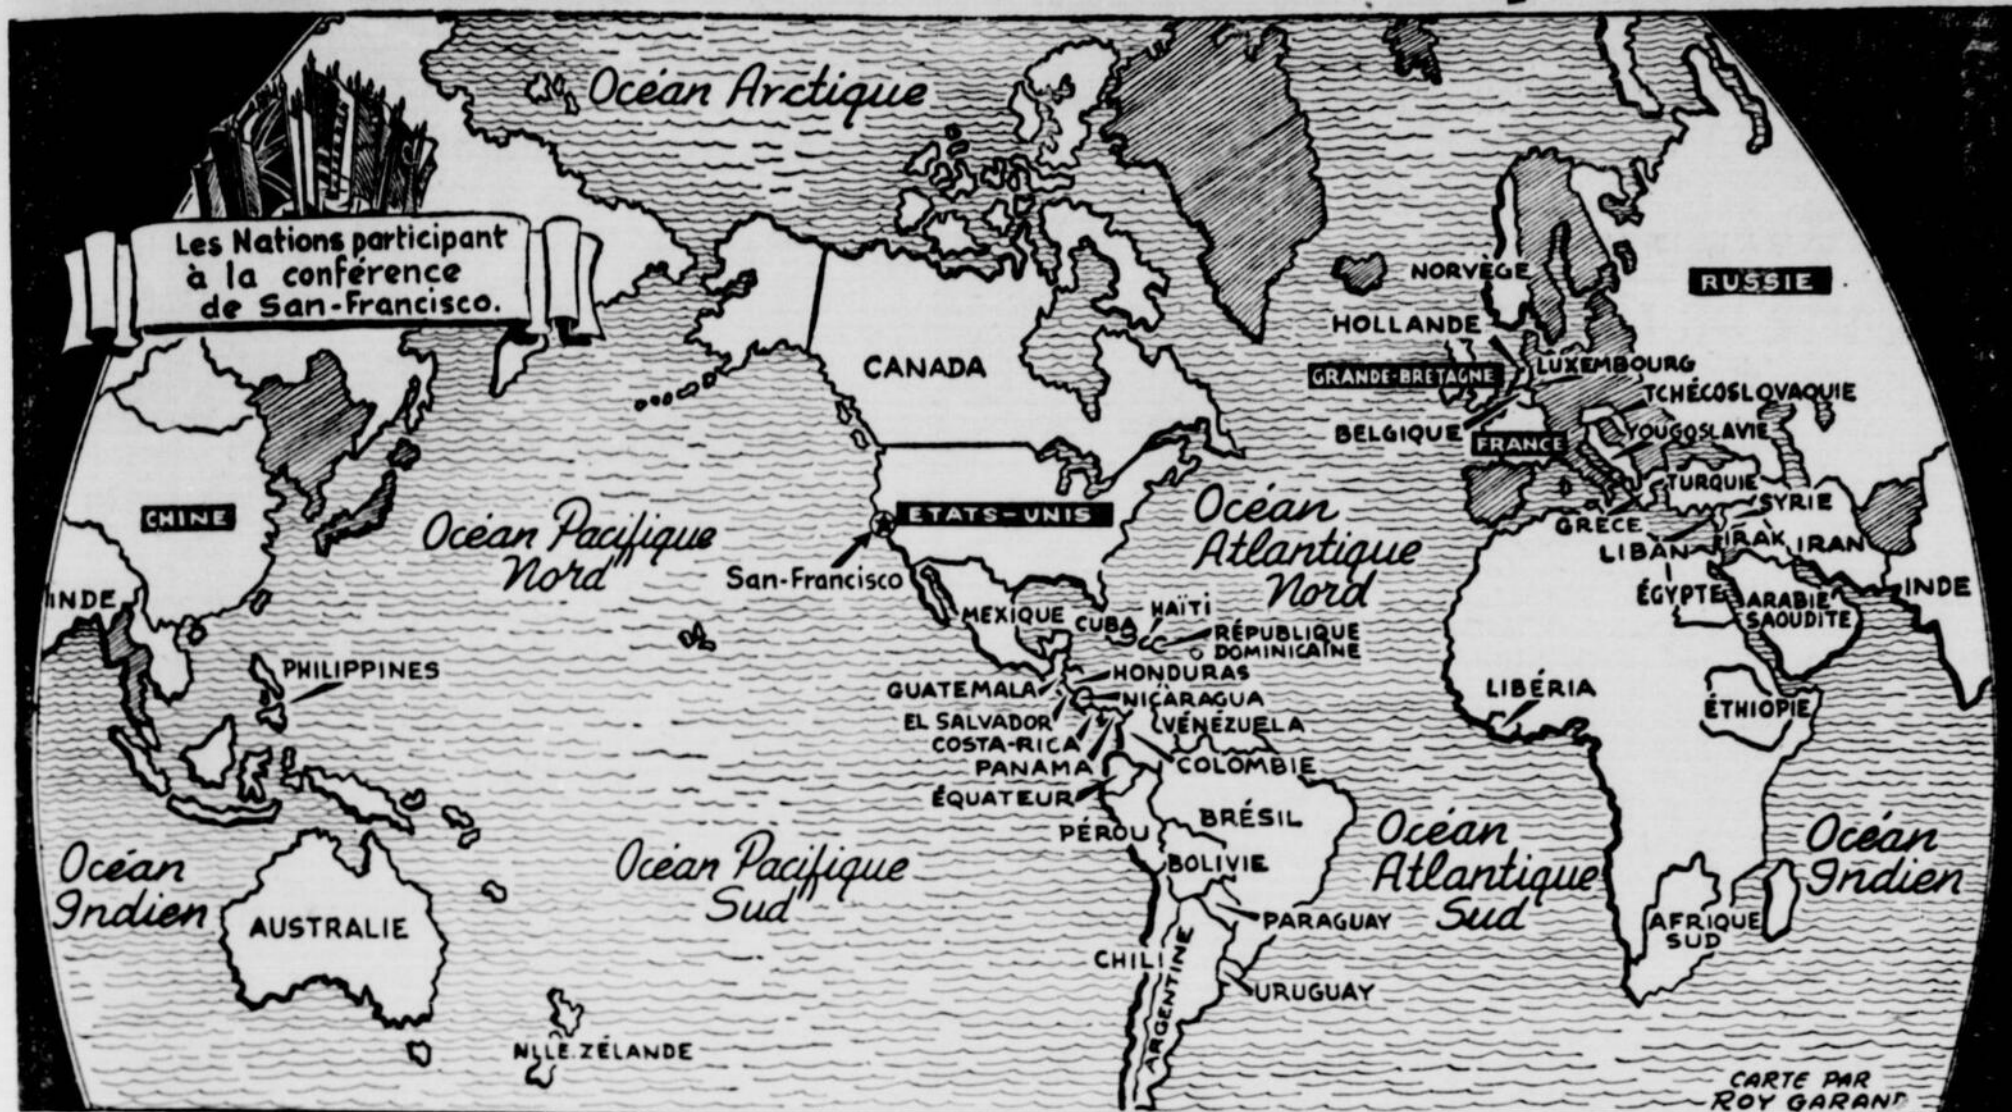 Les Nations participant
à la conférence
de San-Francisco.
Océan Arctique
CANADA
NORVÈGE
RUSSIE
HOLLANDE
GRANDE-BRETAGNE
LUXEMBOURG
TCHÉCOSLOVAQUIE
BELGIQUE
FRANCE
YOUGOSLAVIE
TURQUIE
SYRIE
GRÈCE
LIBAN
IRAK
IRAN
ÉGYPTE
ARABIE
SAOUDITE
INDE
CHINE
INDE
Océan Pacifique
Nord
ETATS-UNIS
San-Francisco
Océan
Atlantique
Nord
MEXIQUE
CUBA
HAÏTI
RÉPUBLIQUE
DOMINICAINE
PHILIPPINES
HONDURAS
GUATEMALA
NICARAGUA
EL SALVADOR
VÉNÉZUELA
COSTA-RICA
PANAMA
COLOMBIE
ÉQUATEUR
LIBÉRIA
ÉTHIOPIE
PÉROU
BRÉSIL
BOLIVIE
Océan
Indien
AUSTRALIE
Océan Pacifique
Sud
Océan
Atlantique
Sud
Océan
Indien
PARAGUAY
AFRIQUE
SUD
CHILI
ARGENTINE
URUGUAY
NLLE. ZÉLANDE
CARTE PAR
ROY GARAND